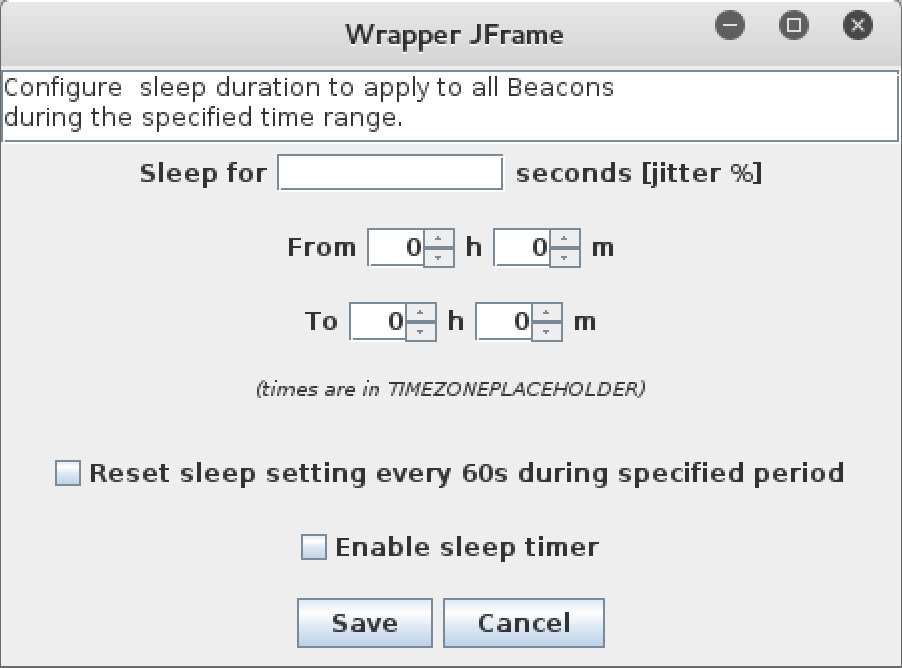 Wrapper JFrame
Configure  sleep duration to apply to all Beacons
during the specified time range.
Sleep for seconds [jitter %]
From 0 h 0 m
To 0 h 0 m
(times are in TIMEZONEPLACEHOLDER)
Reset sleep setting every 60s during specified period
Enable sleep timer
Save Cancel